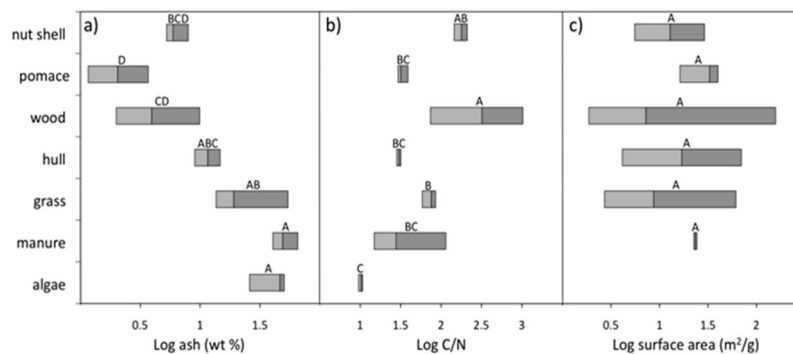 a) b) c)
nut shell BCD AB A
pomace D BC A
wood CD A A
hull ABC BC A
grass AB B A
manure A BC A
algae A C
0.5 1 1.5 1 1.5 2 2.5 3 0.5 1 1.5 2
Log ash (wt %) Log C/N Log surface area (m²/g)